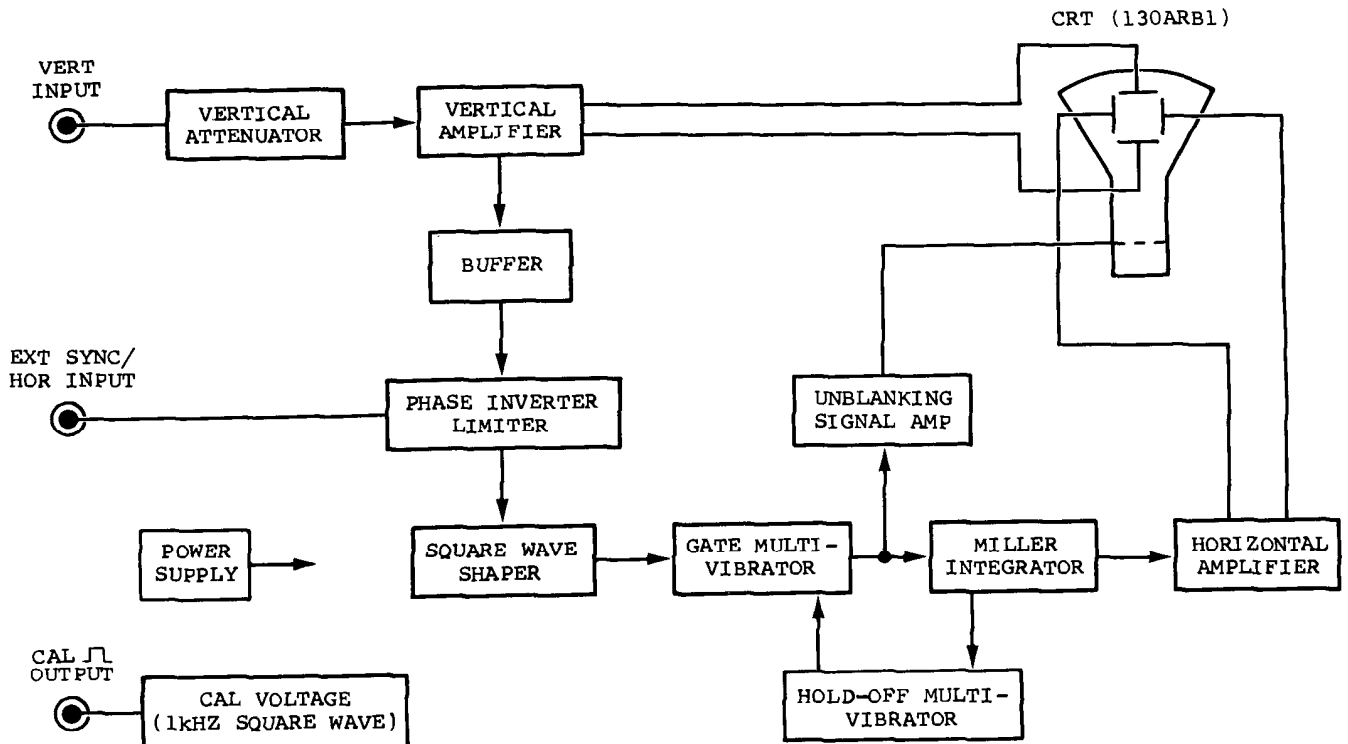 CRT (130ARB1)
VERT
INPUT
VERTICAL
ATTENUATOR
VERTICAL
AMPLIFIER
BUFFER
EXT SYNC/
HOR INPUT
PHASE INVERTER
LIMITER
UNBLANKING
SIGNAL AMP
POWER
SUPPLY
SQUARE WAVE
SHAPER
GATE MULTI-
VIBRATOR
MILLER
INTEGRATOR
HORIZONTAL
AMPLIFIER
CAL
OUTPUT
CAL VOLTAGE
(1kHZ SQUARE WAVE)
HOLD-OFF MULTI-
VIBRATOR